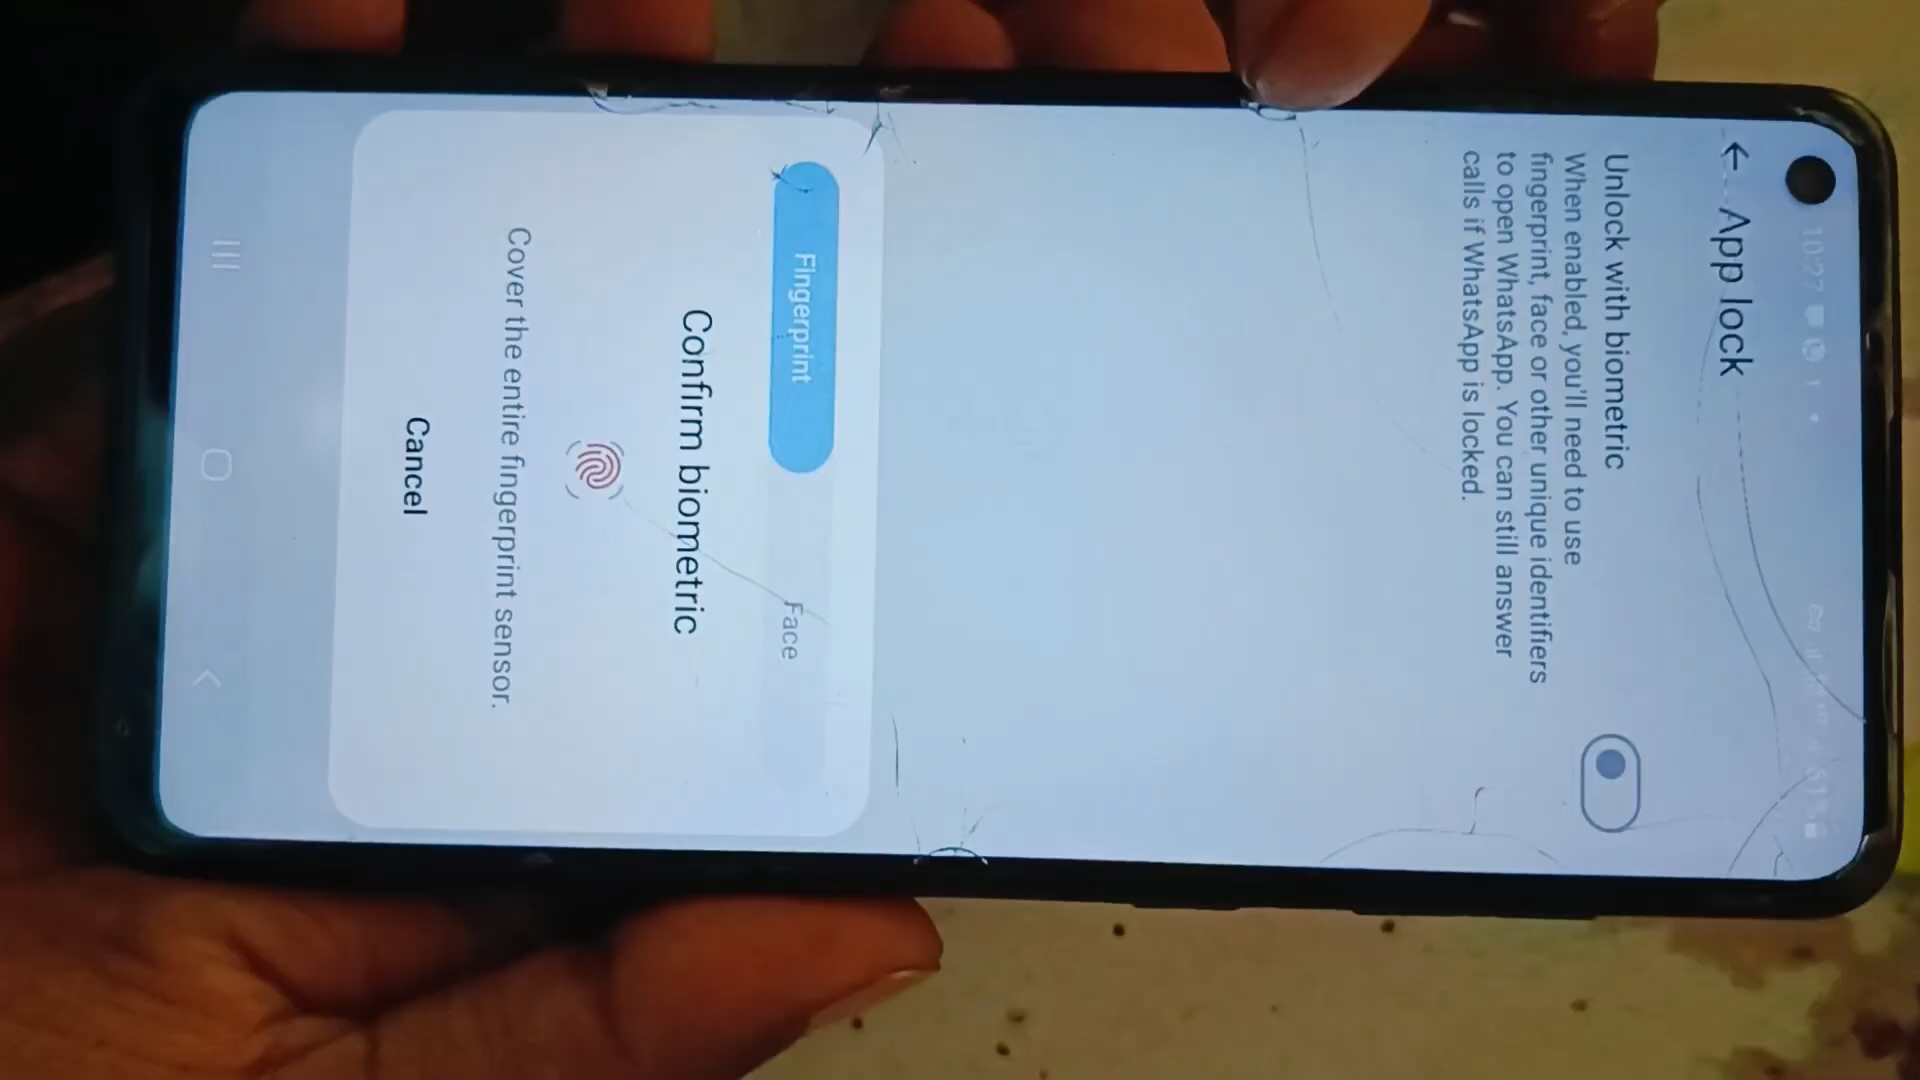 10:27
App lock
Unlock with biometric
When enabled, you'll need to use
fingerprint, face or other unique identifiers
to open WhatsApp. You can still answer
calls if WhatsApp is locked.
Fingerprint
Face
Confirm biometric
Cover the entire fingerprint sensor.
Cancel